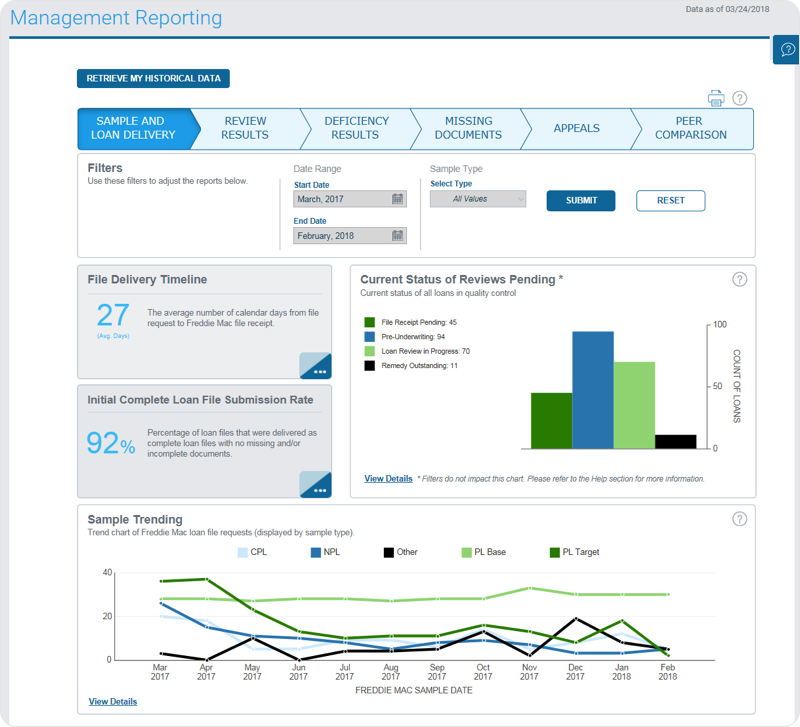 Management Reporting
Data as of 03/24/2018
RETRIEVE MY HISTORICAL DATA
SAMPLE AND
LOAN DELIVERY
REVIEW
RESULTS
DEFICIENCY
RESULTS
MISSING
DOCUMENTS
APPEALS
PEER
COMPARISON
Filters
Use these filters to adjust the reports below.
Date Range
Start Date
March, 2017
End Date
February, 2018
Sample Type
Select Type
All Values
SUBMIT
RESET
File Delivery Timeline
27
(Avg. Days)
The average number of calendar days from file
request to Freddie Mac file receipt.
Initial Complete Loan File Submission Rate
92%
Percentage of loan files that were delivered as
complete loan files with no missing and/or
incomplete documents.
Current Status of Reviews Pending *
Current status of all loans in quality control
File Receipt Pending: 45
Pre-Underwriting: 94
Loan Review in Progress: 70
Remedy Outstanding: 11
100
50
0
COUNT OF LOANS
View Details * Filters do not impact this chart. Please refer to the Help section for more information.
Sample Trending
Trend chart of Freddie Mac loan file requests (displayed by sample type).
CPL NPL Other PL Base PL Target
40
20
0
Mar Apr May Jun Jul Aug Sep Oct Nov Dec Jan Feb
2017 2017 2017 2017 2017 2017 2017 2017 2017 2017 2018 2018
FREDDIE MAC SAMPLE DATE
View Details